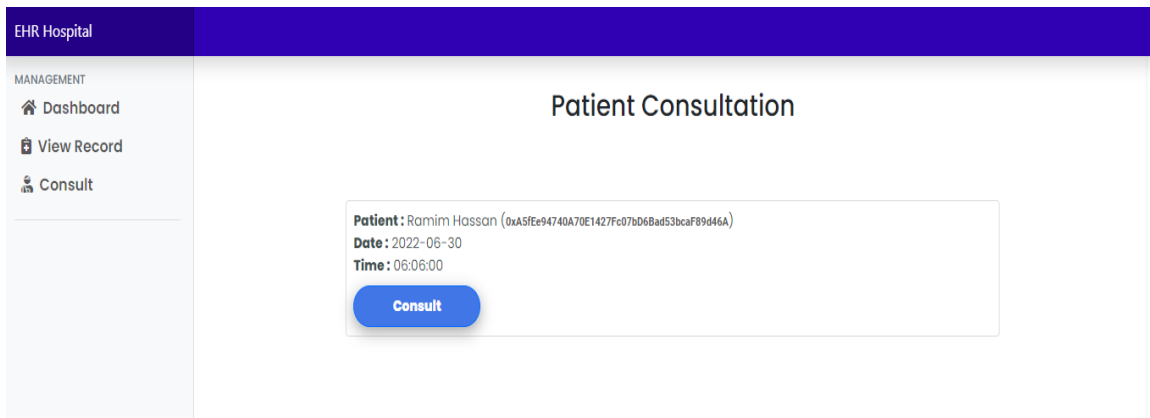 EHR Hospital
MANAGEMENT
Dashboard
View Record
Consult
Patient Consultation
Patient : Ramim Hassan (0xA5fEe94740A70E1427Fc07bD6Bad53bcaF89d46A)
Date : 2022-06-30
Time : 06:06:00
Consult